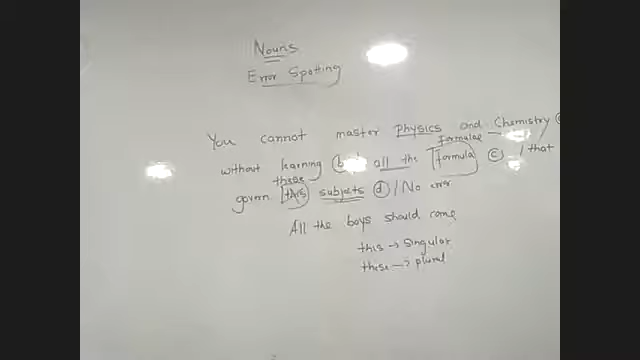 Nouns
Error Spotting
You cannot master Physics and Chemistry
formulae
without learning (b) all the formula (c) / that
these
govern this subjects (d) / No error
All the boys should come
this → singular
these → plural